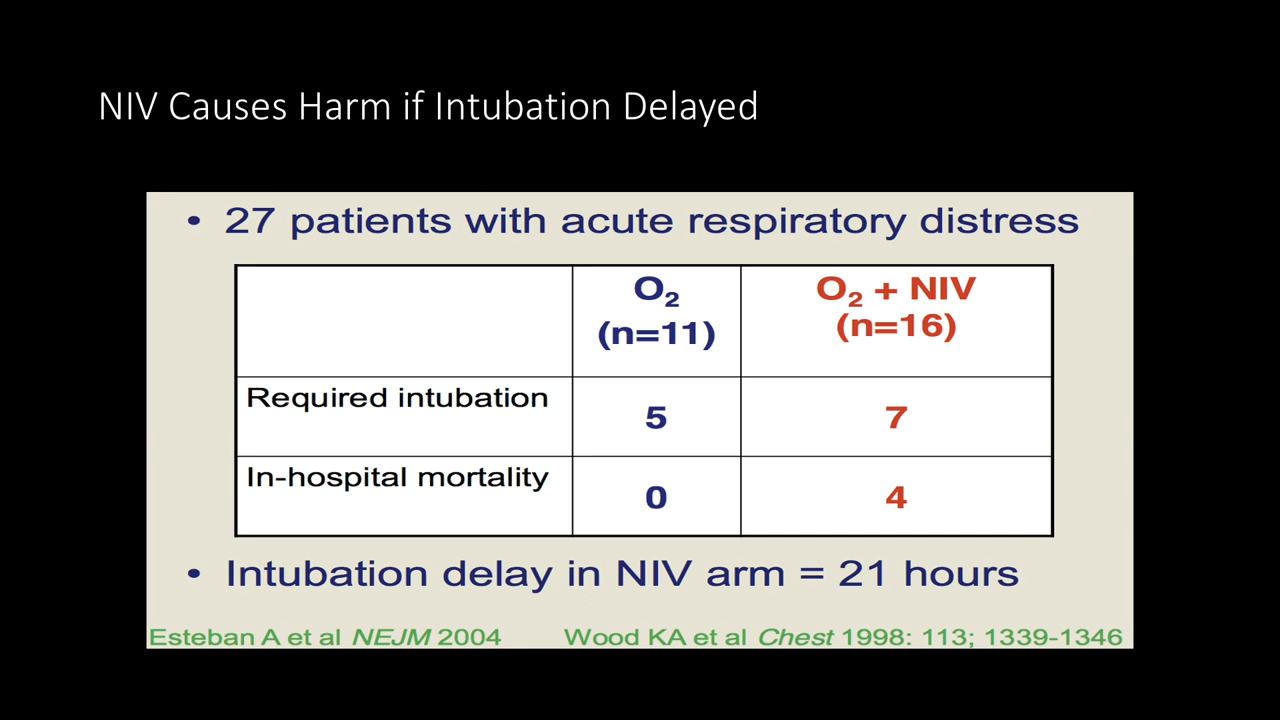 NIV Causes Harm if Intubation Delayed
• 27 patients with acute respiratory distress
O₂ (n=11)
O₂ + NIV (n=16)
Required intubation 5 7
In-hospital mortality 0 4
• Intubation delay in NIV arm = 21 hours
Esteban A et al NEJM 2004 Wood KA et al Chest 1998: 113; 1339-1346